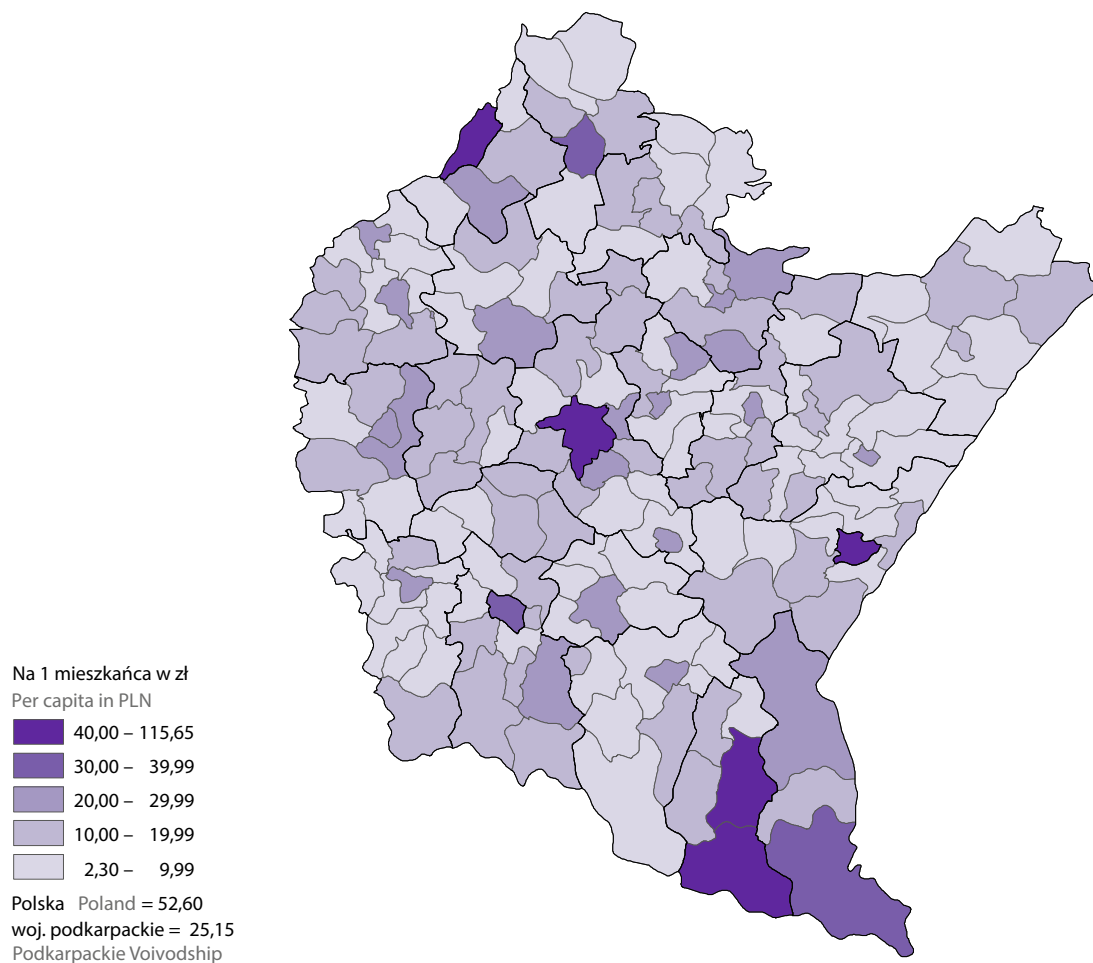 Na 1 mieszkańca w zł
Per capita in PLN
40,00 – 115,65
30,00 – 39,99
20,00 – 29,99
10,00 – 19,99
2,30 – 9,99
Polska Poland = 52,60
woj. podkarpackie = 25,15
Podkarpackie Voivodship